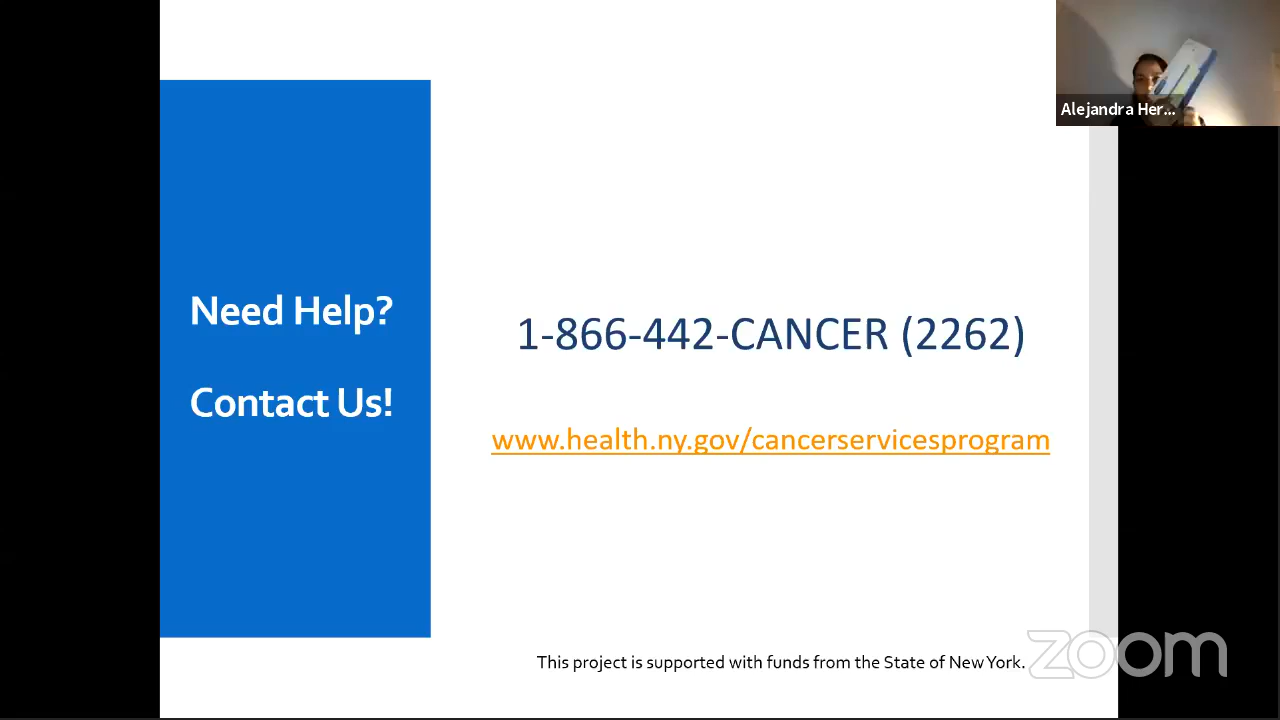 Alejandra Her...
Need Help?
Contact Us!
1-866-442-CANCER (2262)
www.health.ny.gov/cancerservicesprogram
This project is supported with funds from the State of New York.
zoom